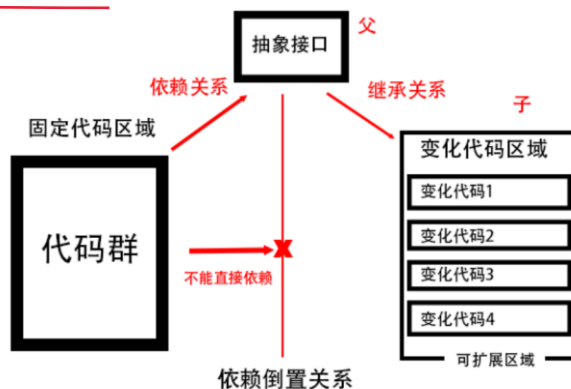 抽象接口
父
依赖关系
继承关系
子
固定代码区域
代码群
不能直接依赖
变化代码区域
变化代码1
变化代码2
变化代码3
变化代码4
可扩展区域
依赖倒置关系